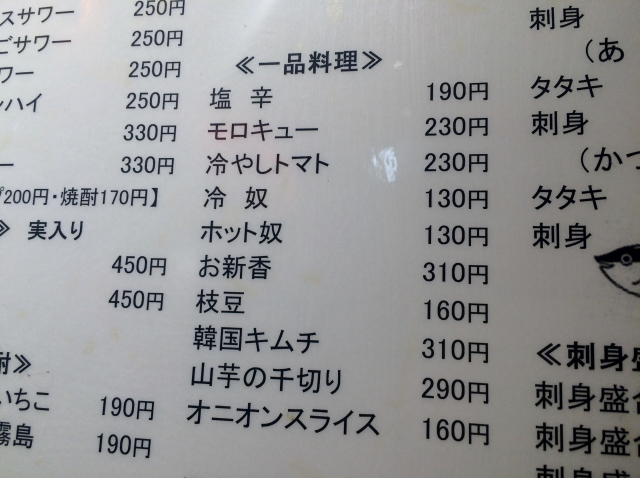 スサワー 250円
ごサワー 250円
ワー 250円
ハイ 250円
330円
ー 330円
200円・焼酎170円】
≫ 実入り
450円
450円
酎≫
いちこ 190円
霧島 190円
≪一品料理≫
塩 辛 190円
モロキュー 230円
冷やしトマト 230円
冷 奴 130円
ホット奴 130円
お新香 310円
枝豆 160円
韓国キムチ 310円
山芋の千切り 290円
オニオンスライス 160円
刺身
(あ
タタキ
刺身
(かつ
タタキ
刺身
≪刺身盛
刺身盛合
刺身盛合
刺身盛